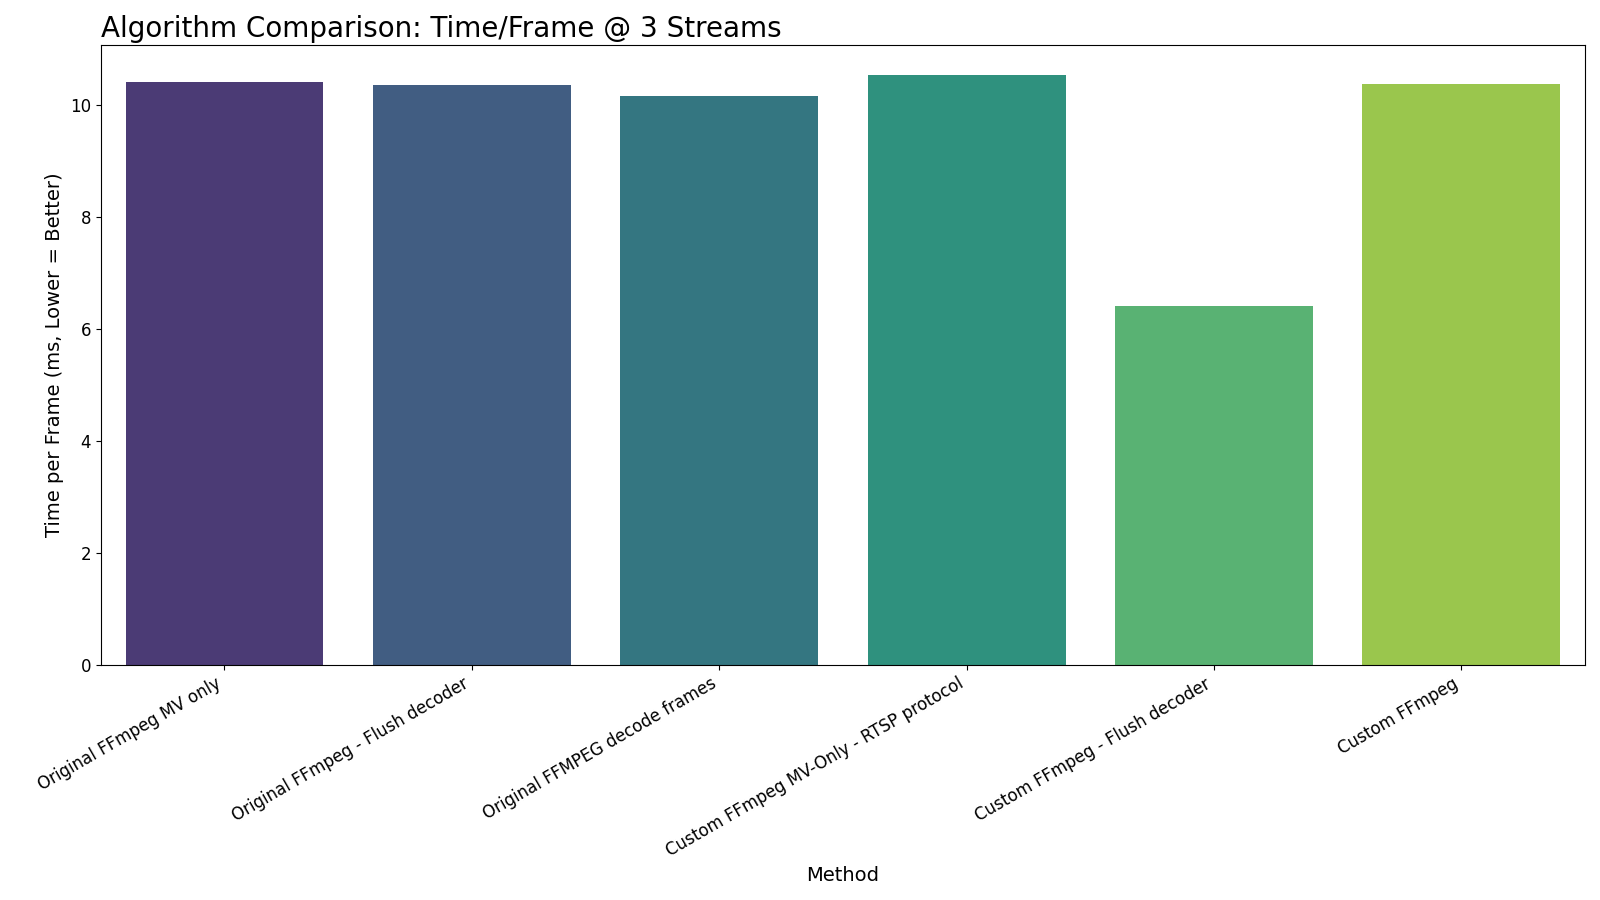 Algorithm Comparison: Time/Frame @ 3 Streams
Time per Frame (ms, Lower = Better)
10
8
6
4
2
0
Original FFmpeg MV only
Original FFmpeg - Flush decoder
Original FFMPEG decode frames
Custom FFmpeg MV-Only - RTSP protocol
Custom FFmpeg - Flush decoder
Custom FFmpeg
Method